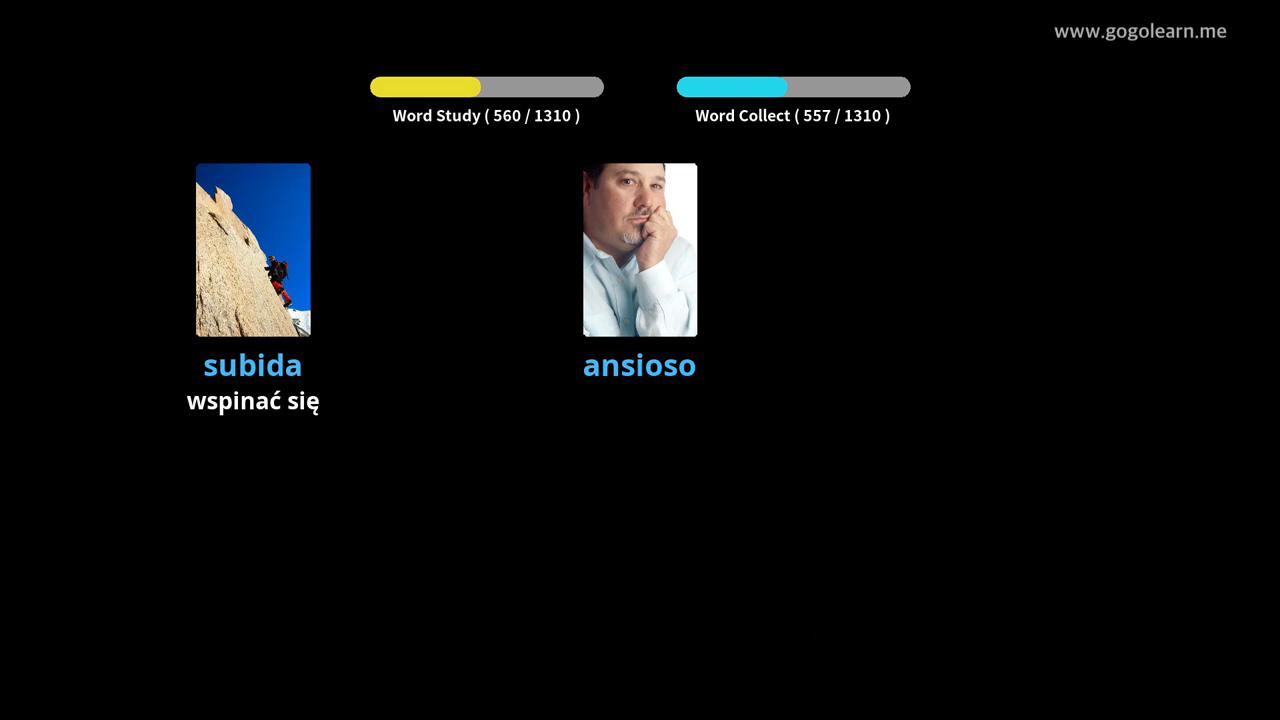 www.gogolearn.me
Word Study ( 560 / 1310 )
Word Collect ( 557 / 1310 )
subida
wspinać się
ansioso